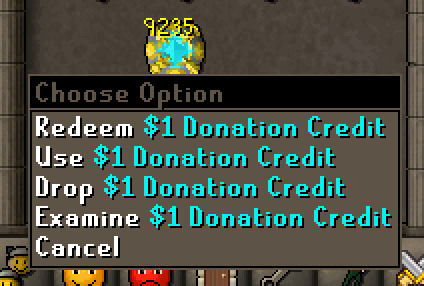 9235
Choose Option
Redeem $1 Donation Credit
Use $1 Donation Credit
Drop $1 Donation Credit
Examine $1 Donation Credit
Cancel